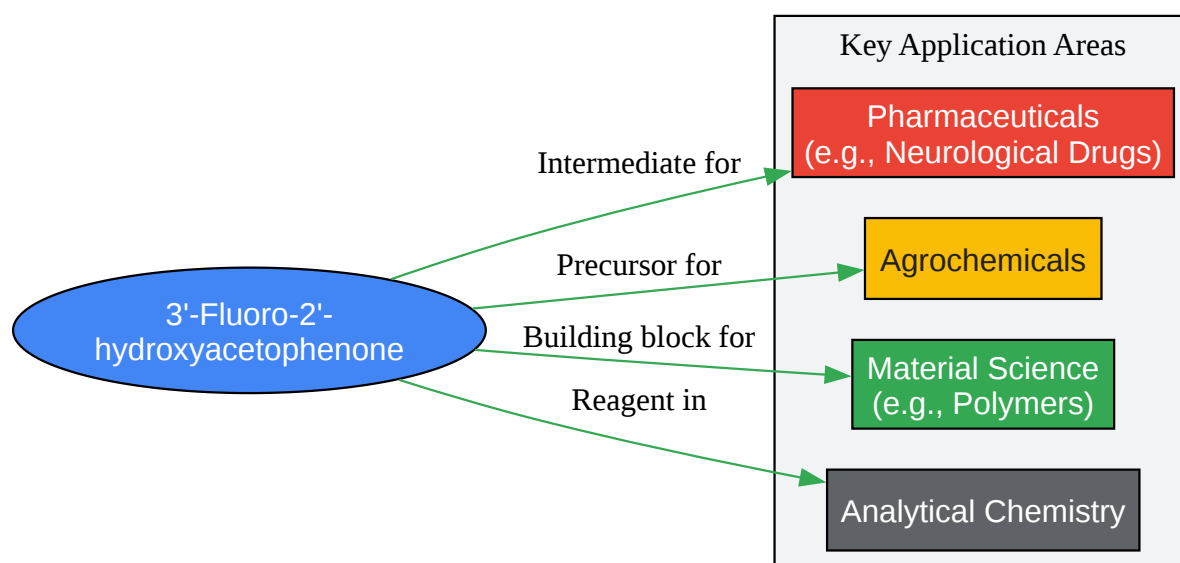 Key Application Areas
Pharmaceuticals
(e.g., Neurological Drugs)
Intermediate for
Precursor for
Agrochemicals
3'-Fluoro-2'-
hydroxyacetophenone
Building block for
Material Science
(e.g., Polymers)
Reagent in
Analytical Chemistry